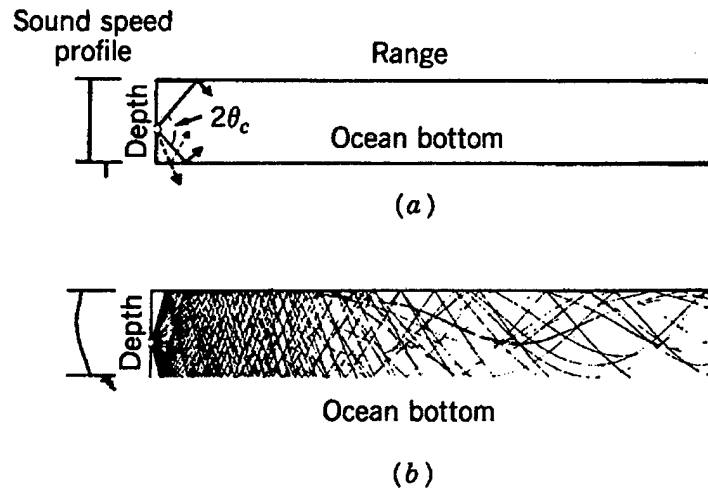 Sound speed
profile
Range
Depth
2θc
Ocean bottom
(a)
Depth
Ocean bottom
(b)